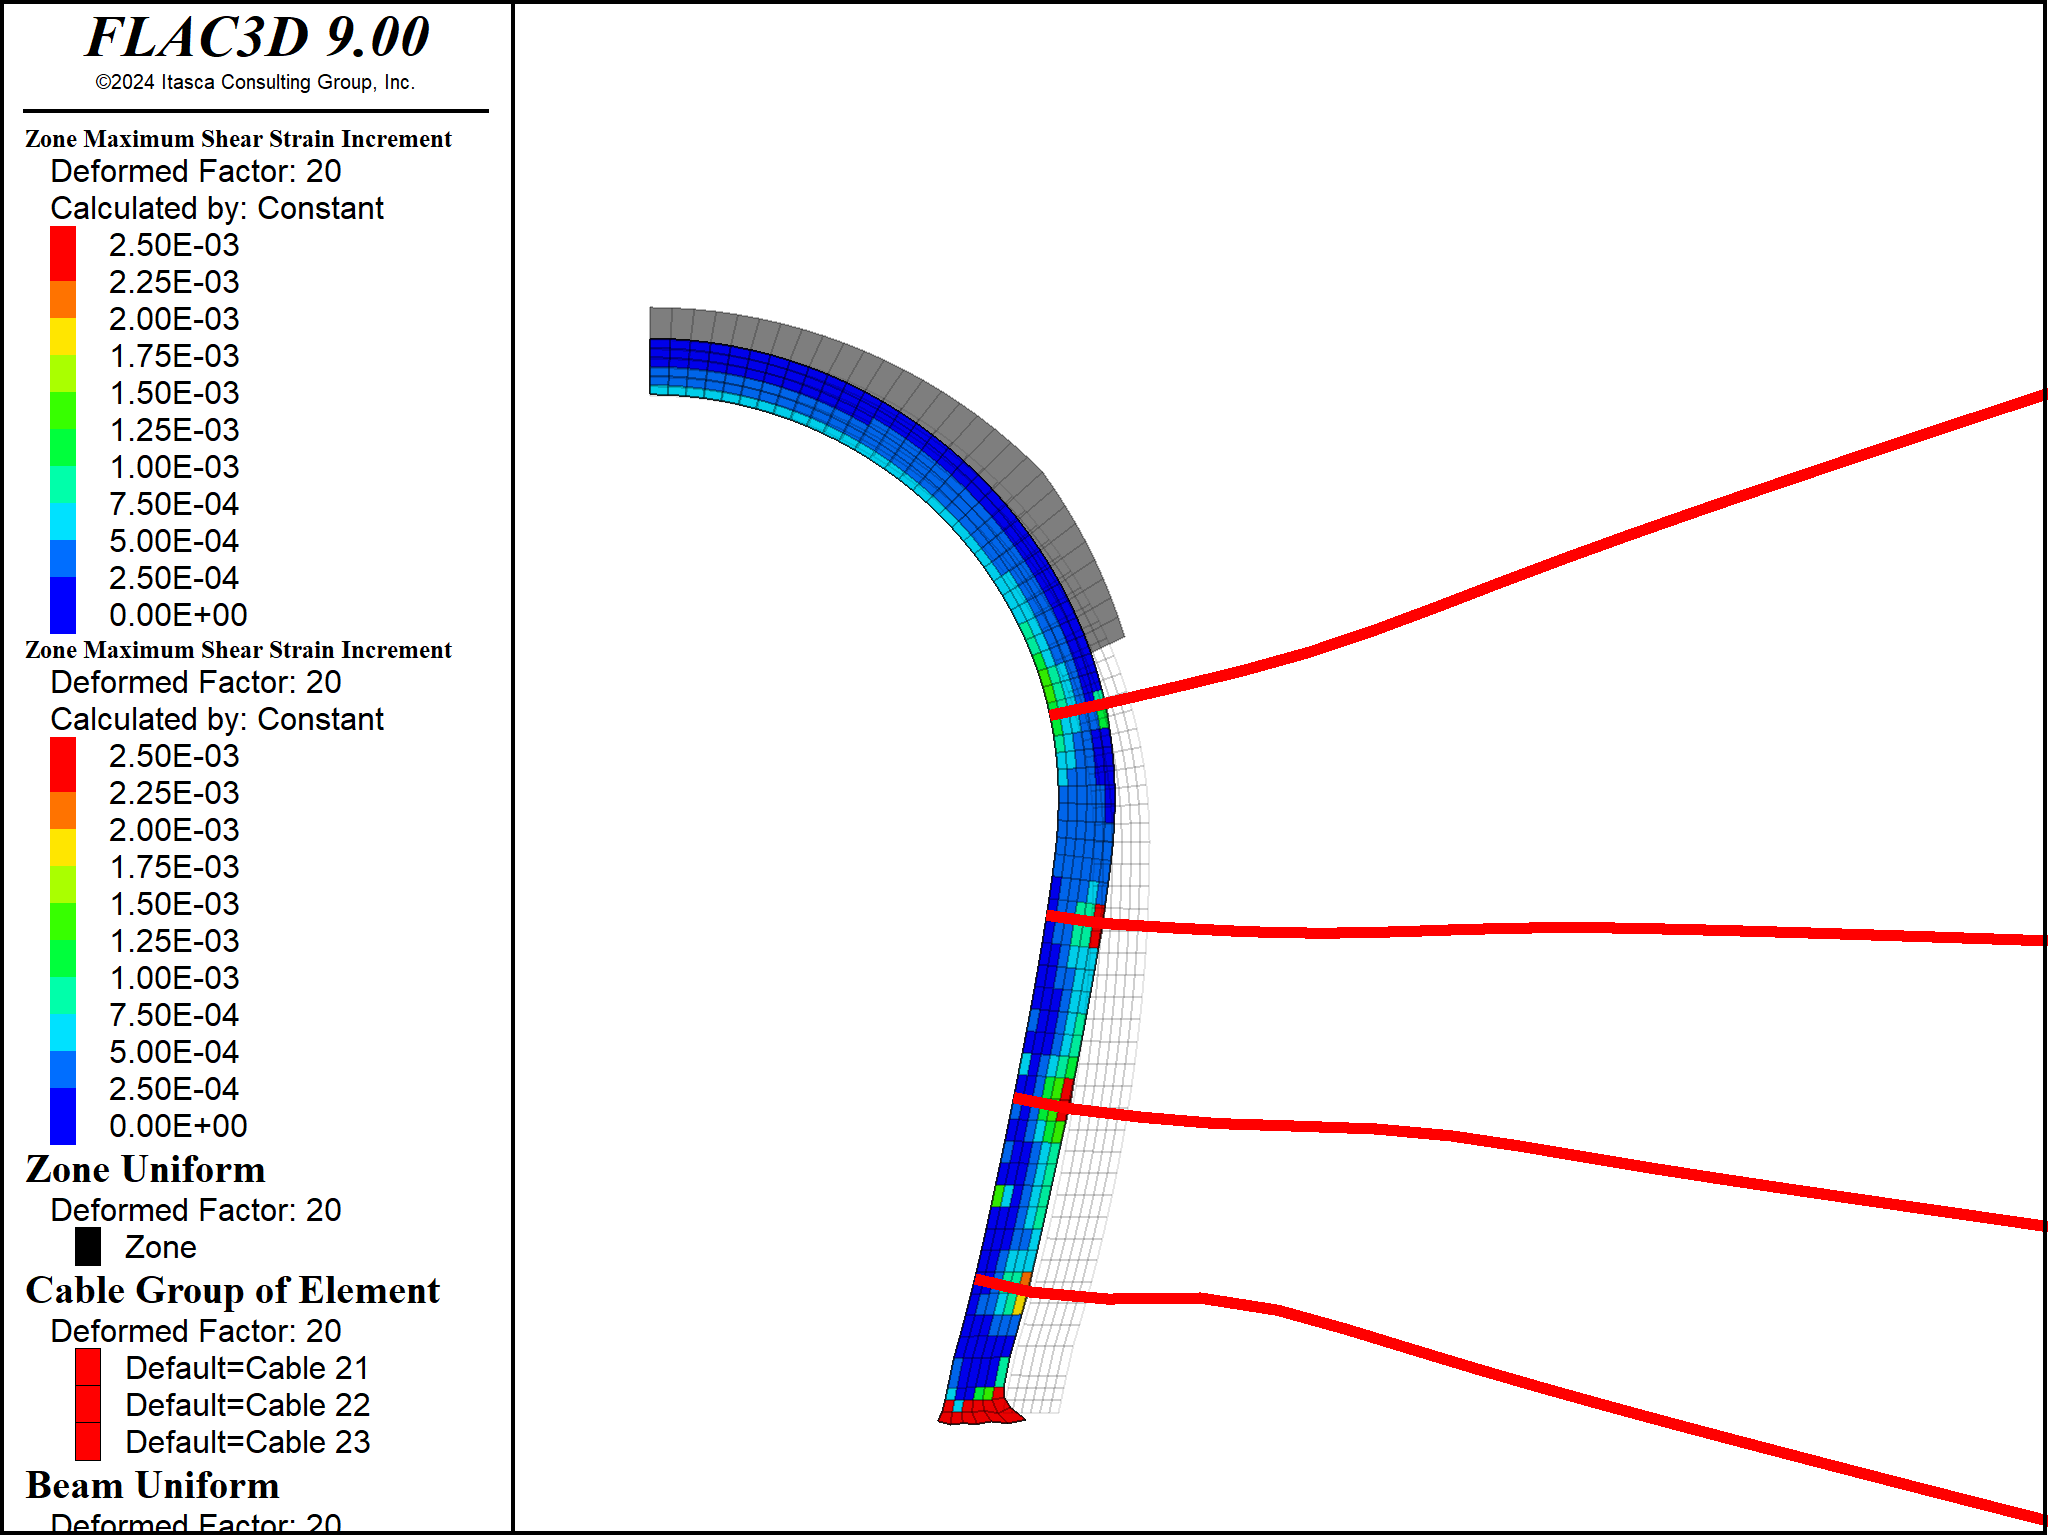 FLAC3D 9.00
©2024 Itasca Consulting Group, Inc.
Zone Maximum Shear Strain Increment
Deformed Factor: 20
Calculated by: Constant
2.50E-03
2.25E-03
2.00E-03
1.75E-03
1.50E-03
1.25E-03
1.00E-03
7.50E-04
5.00E-04
2.50E-04
0.00E+00
Zone Maximum Shear Strain Increment
Deformed Factor: 20
Calculated by: Constant
2.50E-03
2.25E-03
2.00E-03
1.75E-03
1.50E-03
1.25E-03
1.00E-03
7.50E-04
5.00E-04
2.50E-04
0.00E+00
Zone Uniform
Deformed Factor: 20
Zone
Cable Group of Element
Deformed Factor: 20
Default=Cable 21
Default=Cable 22
Default=Cable 23
Beam Uniform
Deformed Factor: 20